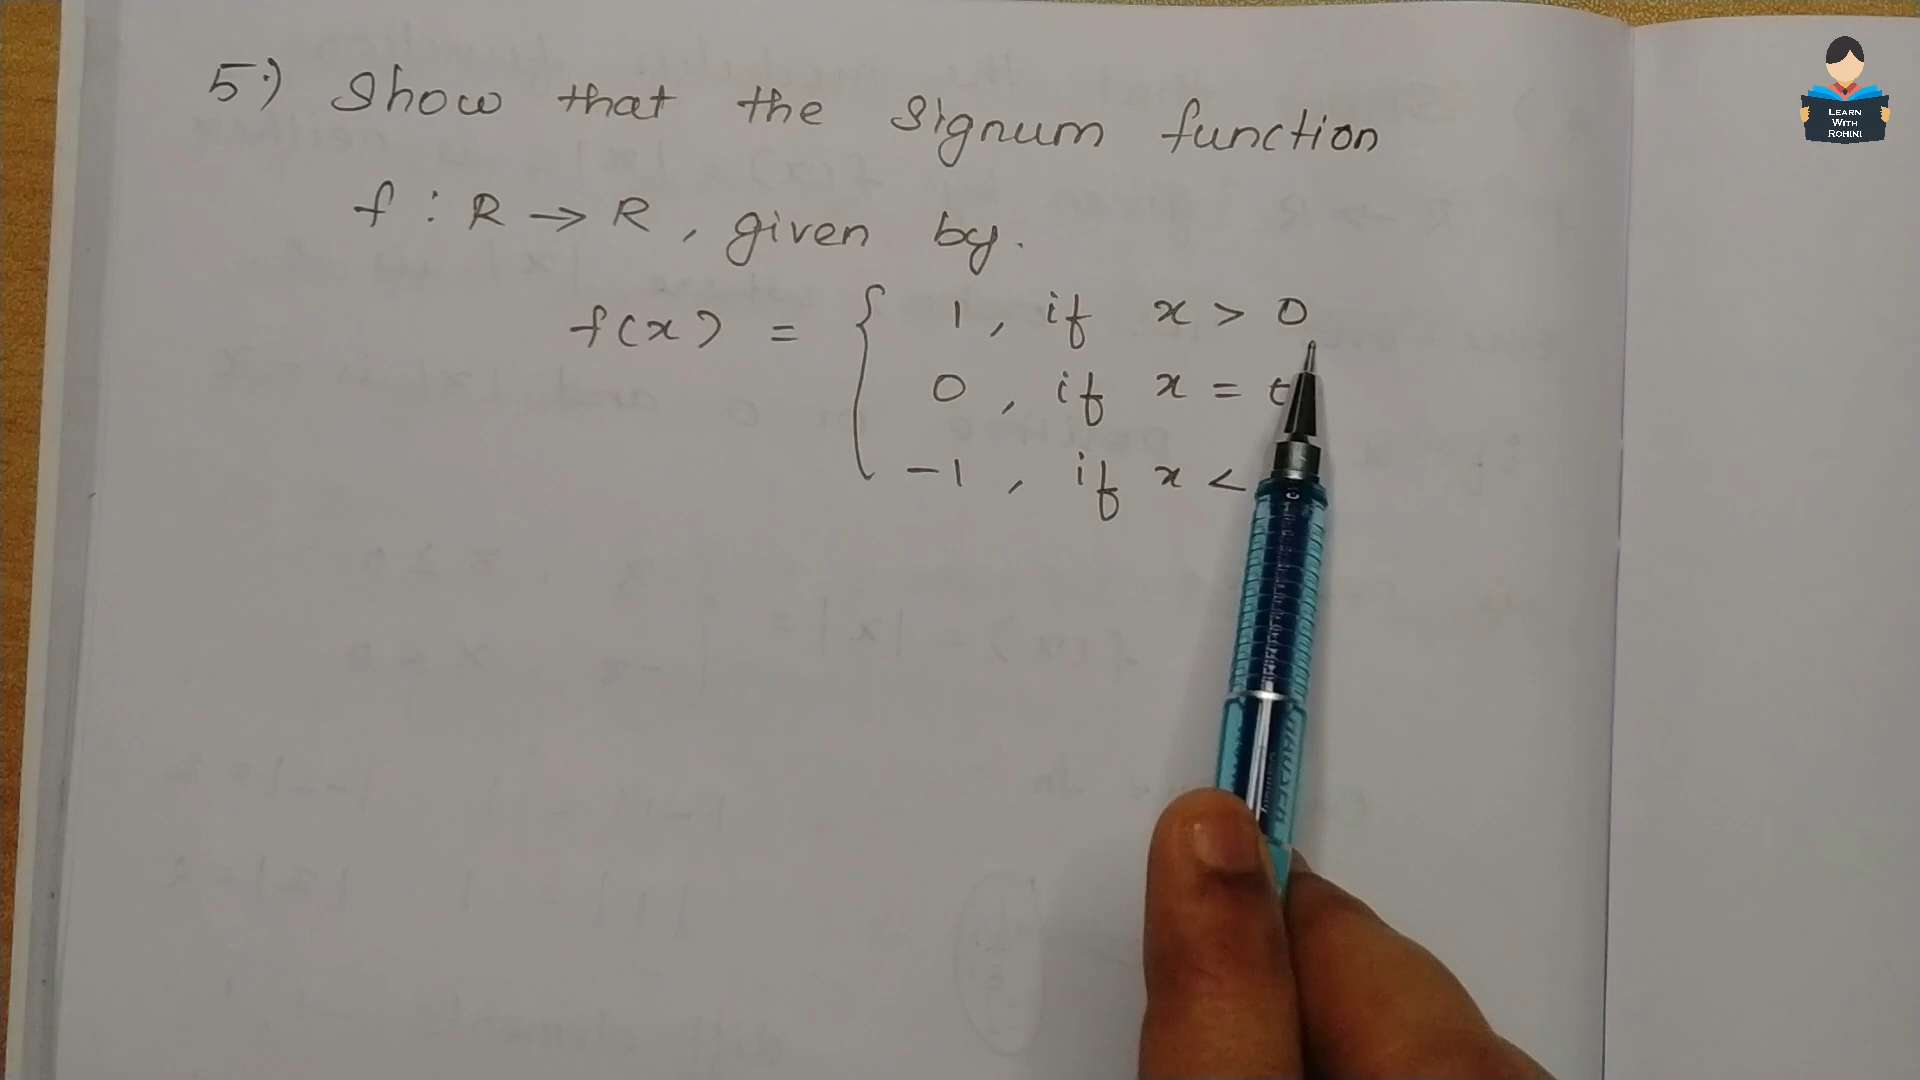 5.) Show that the Signum function
f : R → R, given by.
f(x) = { 1, if x > 0
0, if x =
-1, if x <
LEARN
WITH
ROHINI